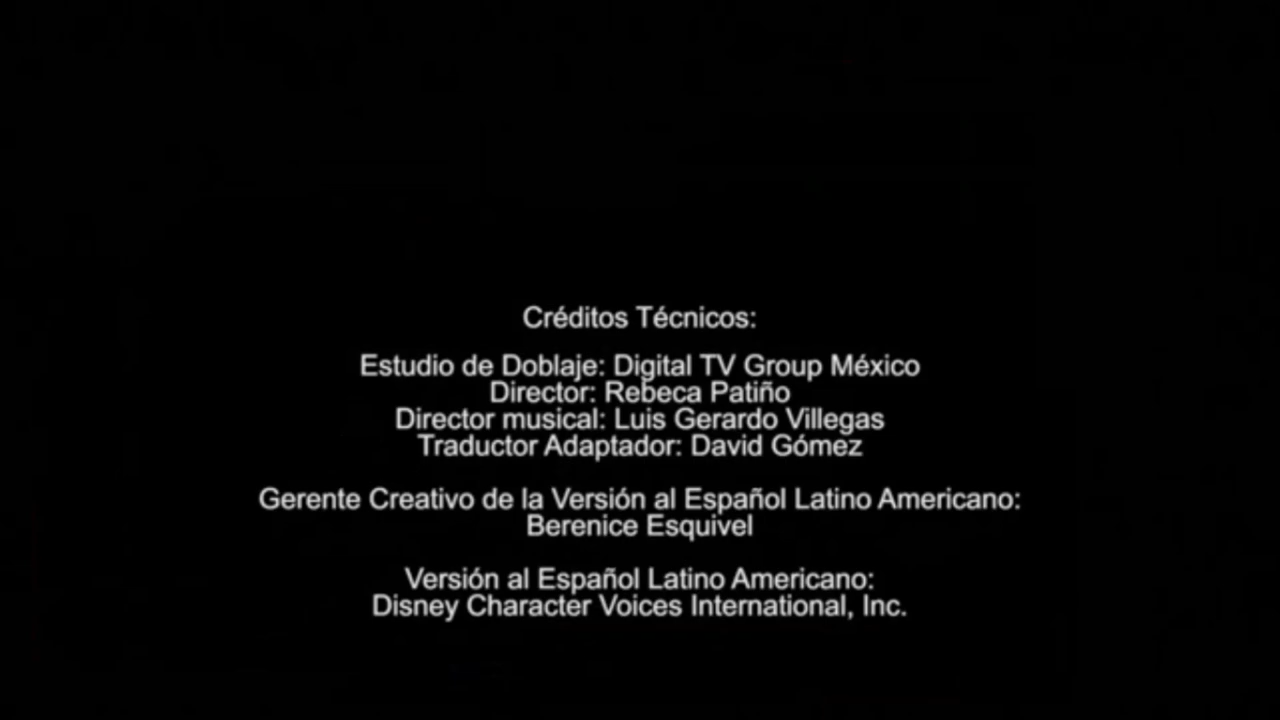 Créditos Técnicos:
Estudio de Doblaje: Digital TV Group México
Director: Rebeca Patiño
Director musical: Luis Gerardo Villegas
Traductor Adaptador: David Gómez
Gerente Creativo de la Versión al Español Latino Americano:
Berenice Esquivel
Versión al Español Latino Americano:
Disney Character Voices International, Inc.